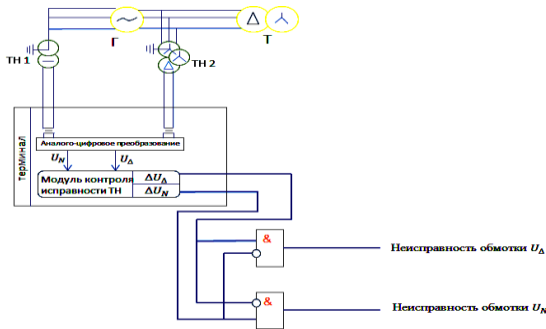 Г
Т
ТН 1
ТН 2
терминал
Аналого-цифровое преобразование
U_N U_Δ
Модуль контроля исправности ТН
ΔU_Δ
ΔU_N
&
Неисправность обмотки U_Δ
&
Неисправность обмотки U_N